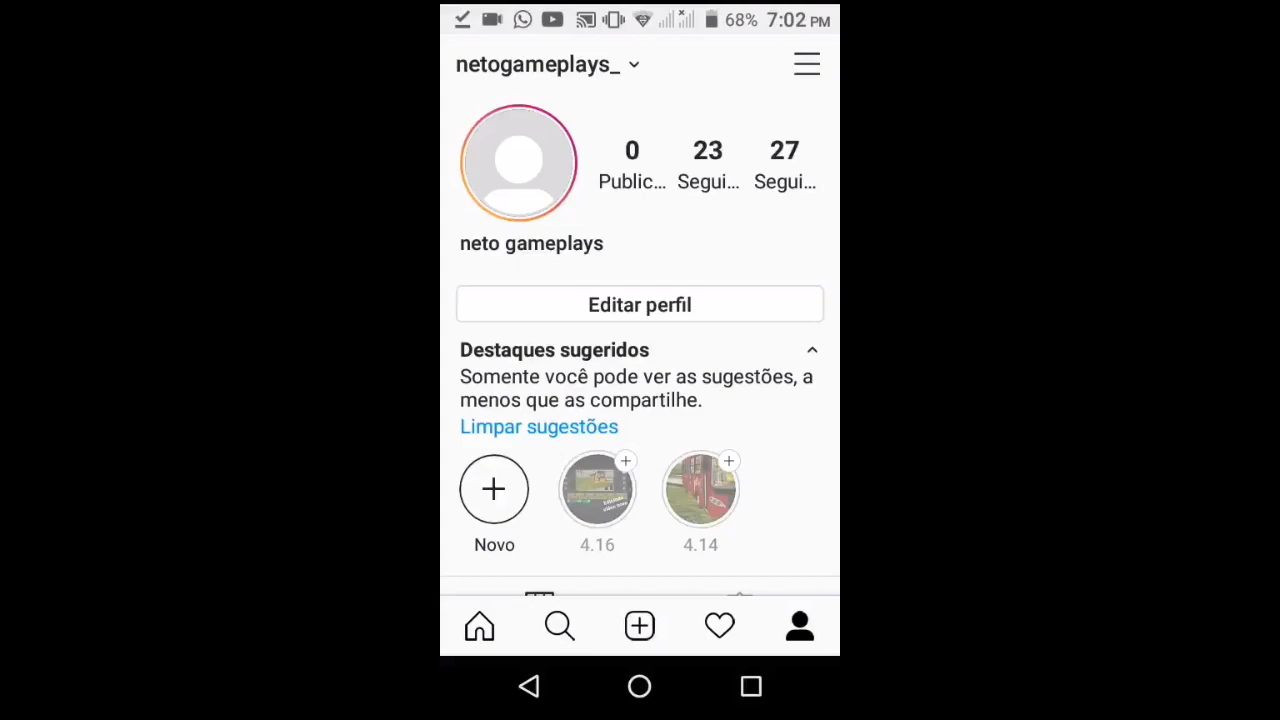 68% 7:02 PM
netogameplays_
0 23 27
Public... Segui... Segui...
neto gameplays
Editar perfil
Destaques sugeridos
Somente você pode ver as sugestões, a
menos que as compartilhe.
Limpar sugestões
Novo 4.16 4.14